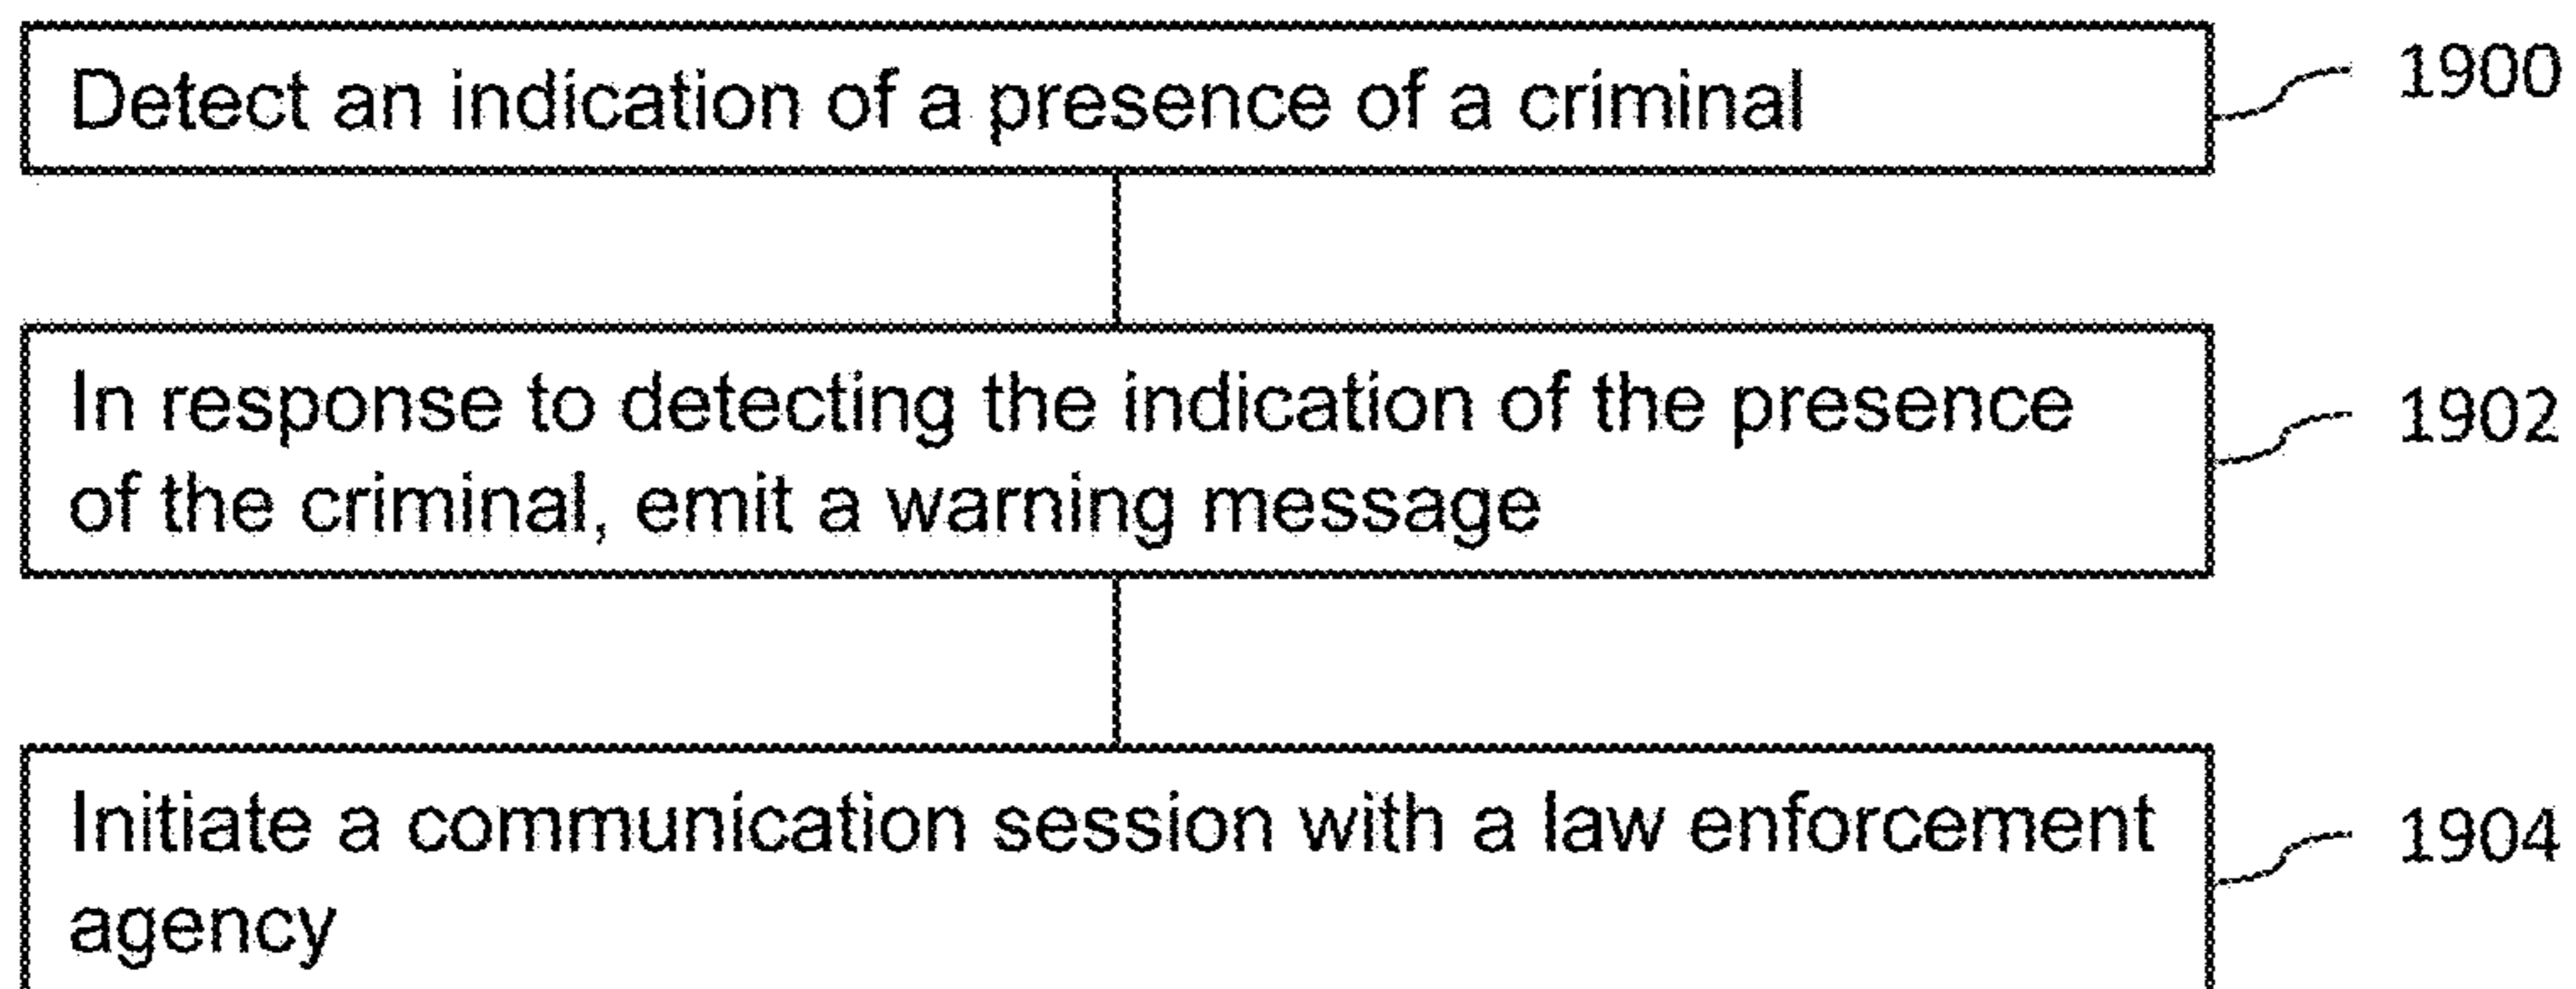 Detect an indication of a presence of a criminal
1900
In response to detecting the indication of the presence
of the criminal, emit a warning message
1902
Initiate a communication session with a law enforcement
agency
1904